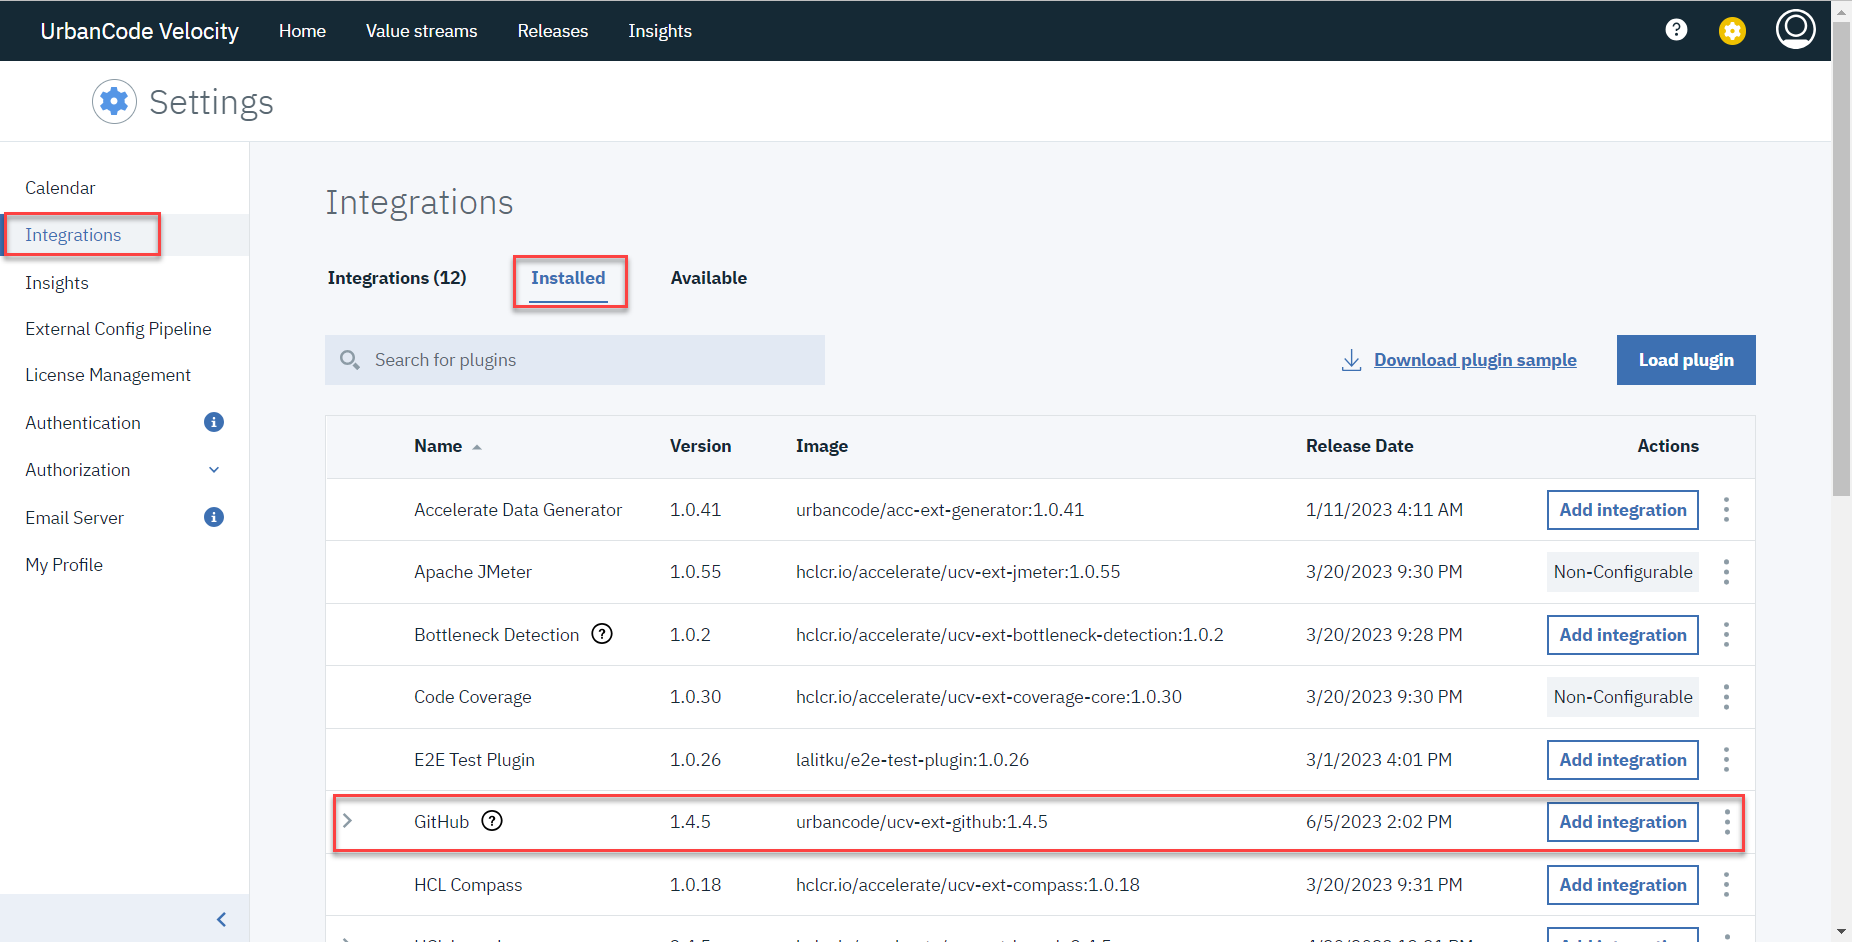 UrbanCode Velocity Home Value streams Releases Insights ?
Settings
Calendar
Integrations
Insights
External Config Pipeline
License Management
Authentication i
Authorization
Email Server i
My Profile
Integrations
Integrations (12) Installed Available
Search for plugins Download plugin sample Load plugin
Name Version Image Release Date Actions
Accelerate Data Generator 1.0.41 urbancode/acc-ext-generator:1.0.41 1/11/2023 4:11 AM Add integration
Apache JMeter 1.0.55 hclcr.io/accelerate/ucv-ext-jmeter:1.0.55 3/20/2023 9:30 PM Non-Configurable
Bottleneck Detection ? 1.0.2 hclcr.io/accelerate/ucv-ext-bottleneck-detection:1.0.2 3/20/2023 9:28 PM Add integration
Code Coverage 1.0.30 hclcr.io/accelerate/ucv-ext-coverage-core:1.0.30 3/20/2023 9:30 PM Non-Configurable
E2E Test Plugin 1.0.26 lalitku/e2e-test-plugin:1.0.26 3/1/2023 4:01 PM Add integration
GitHub ? 1.4.5 urbancode/ucv-ext-github:1.4.5 6/5/2023 2:02 PM Add integration
HCL Compass 1.0.18 hclcr.io/accelerate/ucv-ext-compass:1.0.18 3/20/2023 9:31 PM Add integration